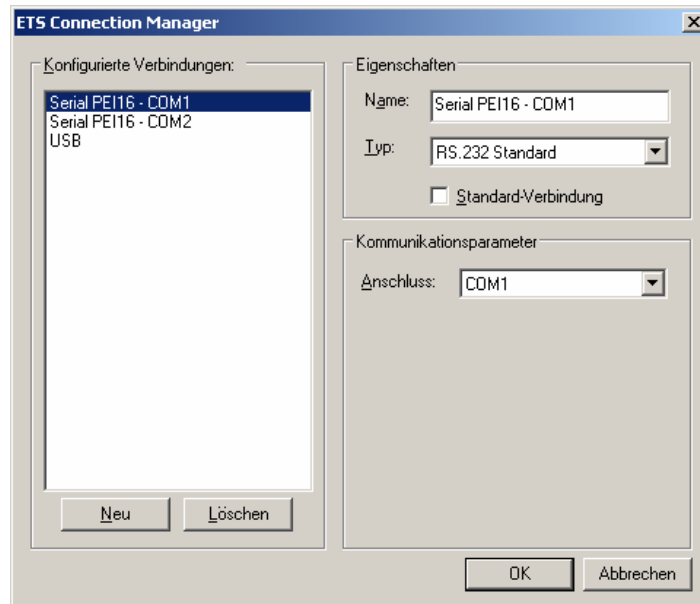 ETS Connection Manager
Konfigurierte Verbindungen:
Serial PEI16 - COM1
Serial PEI16 - COM2
USB
Neu
Löschen
Eigenschaften
Name:
Serial PEI16 - COM1
Typ:
RS.232 Standard
Standard-Verbindung
Kommunikationsparameter
Anschluss:
COM1
OK
Abbrechen